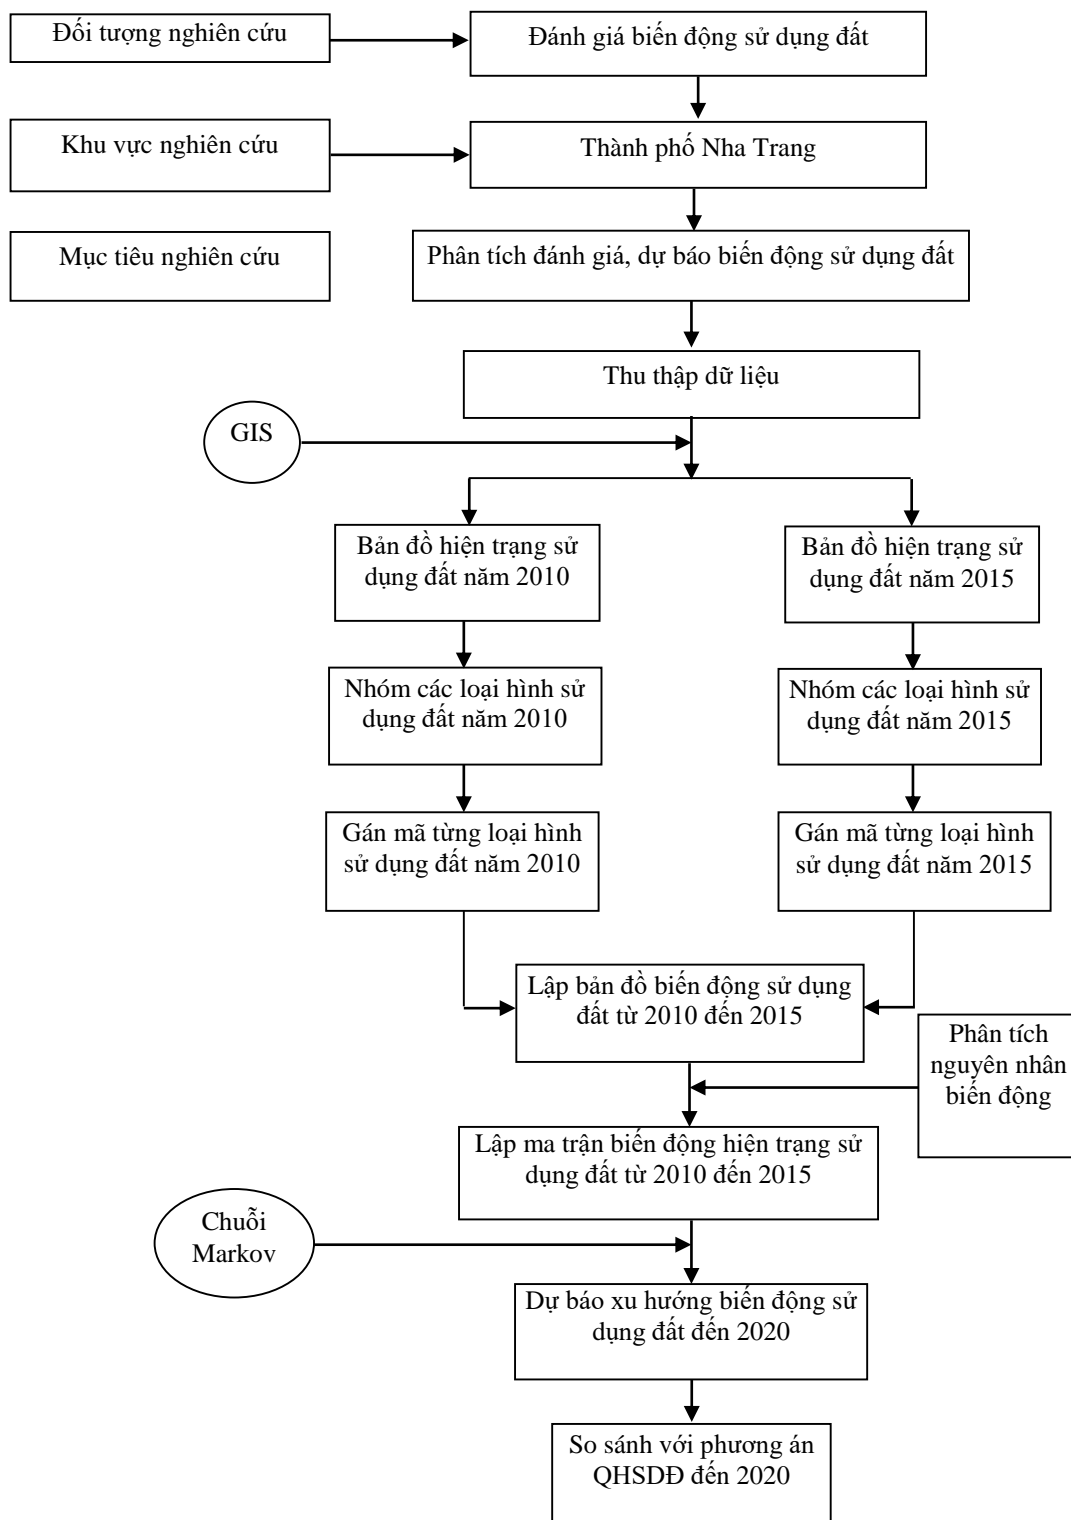 Đối tượng nghiên cứu
Đánh giá biến động sử dụng đất
Khu vực nghiên cứu
Thành phố Nha Trang
Mục tiêu nghiên cứu
Phân tích đánh giá, dự báo biến động sử dụng đất
Thu thập dữ liệu
GIS
Bản đồ hiện trạng sử
dụng đất năm 2010
Bản đồ hiện trạng sử
dụng đất năm 2015
Nhóm các loại hình sử
dụng đất năm 2010
Nhóm các loại hình sử
dụng đất năm 2015
Gán mã từng loại hình
sử dụng đất năm 2010
Gán mã từng loại hình
sử dụng đất năm 2015
Lập bản đồ biến động sử dụng
đất từ 2010 đến 2015
Phân tích
nguyên nhân
biến động
Lập ma trận biến động hiện trạng sử
dụng đất từ 2010 đến 2015
Chuỗi
Markov
Dự báo xu hướng biến động sử
dụng đất đến 2020
So sánh với phương án
QHSDĐ đến 2020